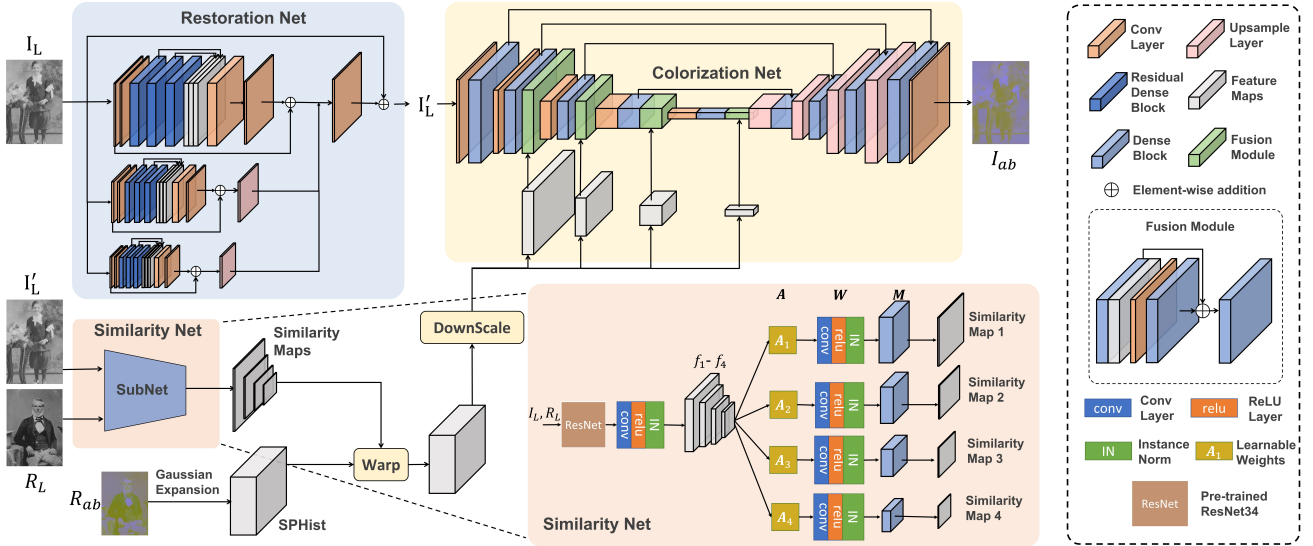 Restoration Net
I_L
I'_L
Colorization Net
I_ab
I'_L
R_L
Similarity Net
SubNet
Similarity
Maps
R_ab
Gaussian
Expansion
SPHist
Warp
DownScale
A W M
f_1 - f_4
I_L, R_L
ResNet
conv
relu
IN
A_1
conv
relu
IN
Similarity
Map 1
A_2
conv
relu
IN
Similarity
Map 2
A_3
conv
relu
IN
Similarity
Map 3
A_4
conv
relu
IN
Similarity
Map 4
Similarity Net
Conv
Layer
Upsample
Layer
Residual
Dense
Block
Feature
Maps
Dense
Block
Fusion
Module
Element-wise addition
Fusion Module
conv
Conv
Layer
relu
ReLU
Layer
IN
Instance
Norm
A_1
Learnable
Weights
ResNet
Pre-trained
ResNet34